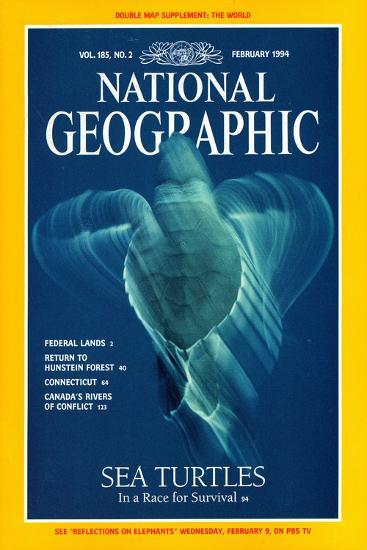 DOUBLE MAP SUPPLEMENT: THE WORLD
VOL. 185, NO. 2 FEBRUARY 1994
NATIONAL
GEOGRAPHIC
FEDERAL LANDS 2
RETURN TO
HUNSTEIN FOREST 40
CONNECTICUT 64
CANADA'S RIVERS
OF CONFLICT 123
SEA TURTLES
In a Race for Survival 94
SEE "REFLECTIONS ON ELEPHANTS" WEDNESDAY, FEBRUARY 9, ON PBS TV